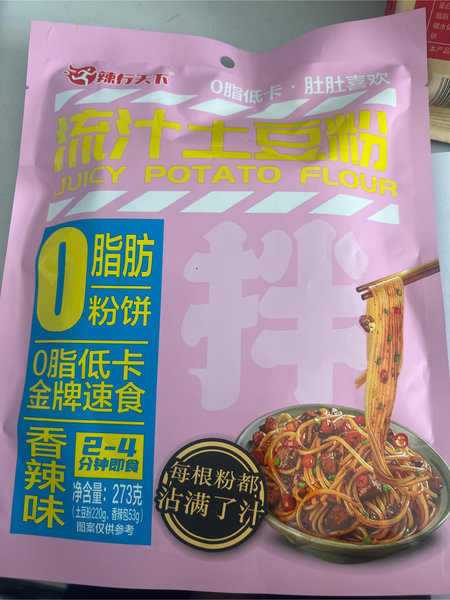 辣行天下
0脂低卡·肚肚喜欢
流汁土豆粉
JUICY POTATO FLOUR
拌
0脂肪
粉饼
0脂低卡
金牌速食
香辣味
2-4
分钟即食
净含量：273克
（土豆粉220g、香辣包53g）
图案仅供参考
每根粉都
沾满了汁